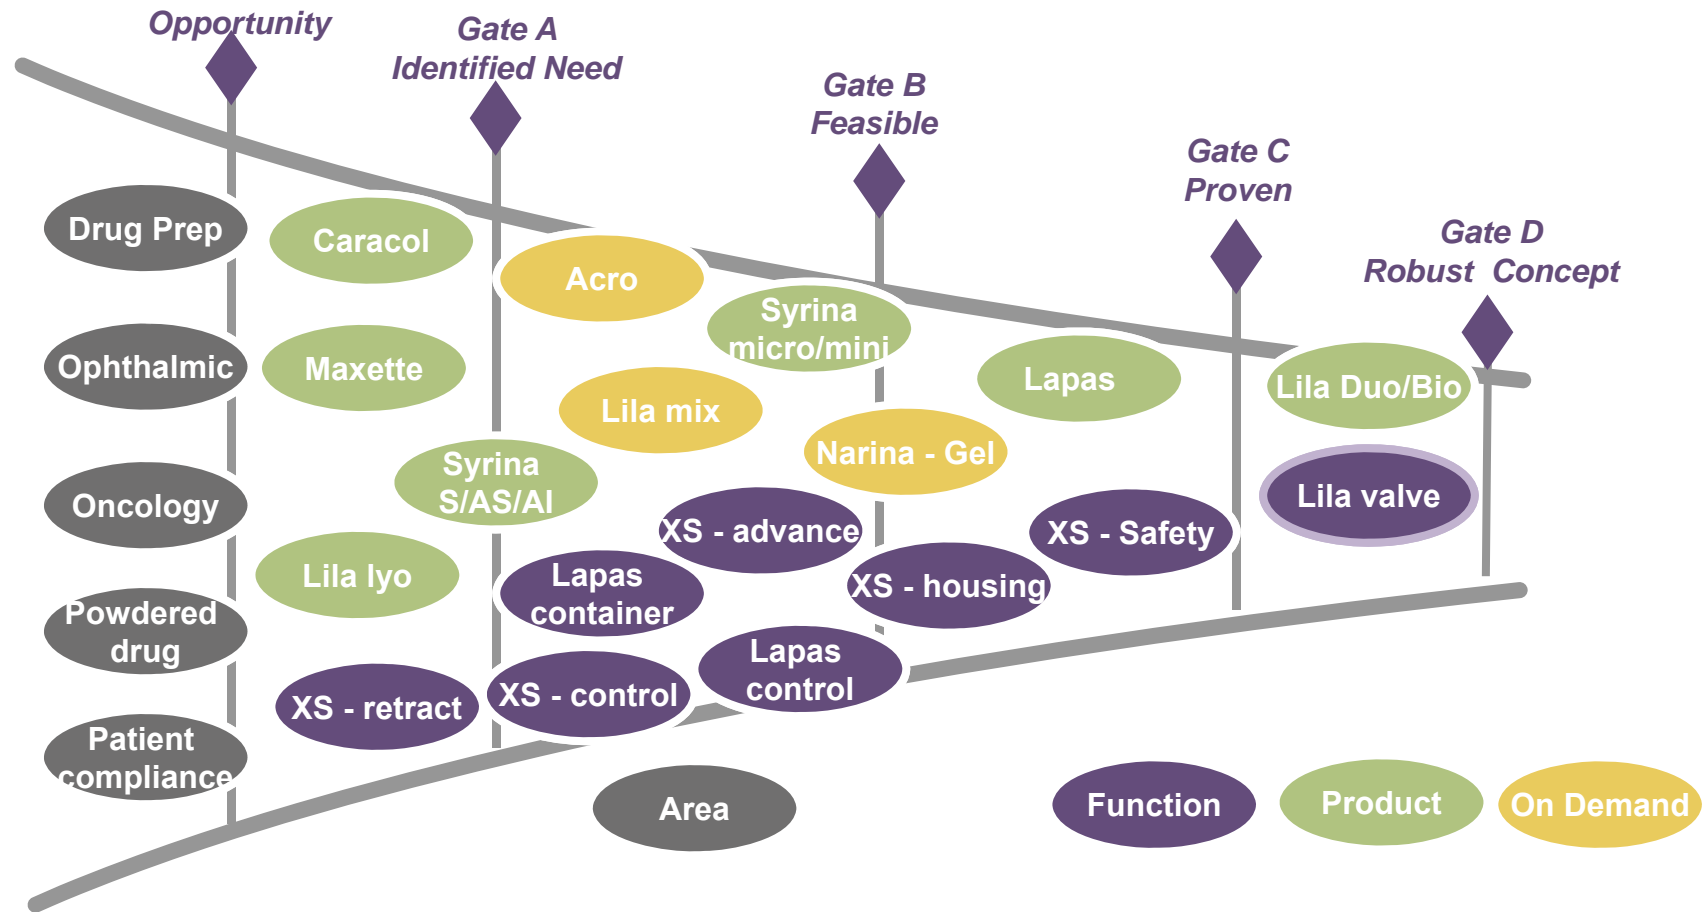 Opportunity
Gate A
Identified Need
Gate B
Feasible
Gate C
Proven
Gate D
Robust Concept
Drug Prep
Ophthalmic
Oncology
Powdered
drug
Patient
compliance
Caracol
Maxette
Syrina
S/AS/AI
Lila lyo
XS - retract
Acro
Lila mix
Syrina
micro/mini
Narina - Gel
XS - advance
Lapas
container
XS - control
Lapas
control
XS - housing
Lapas
XS - Safety
Lila Duo/Bio
Lila valve
Area
Function
Product
On Demand